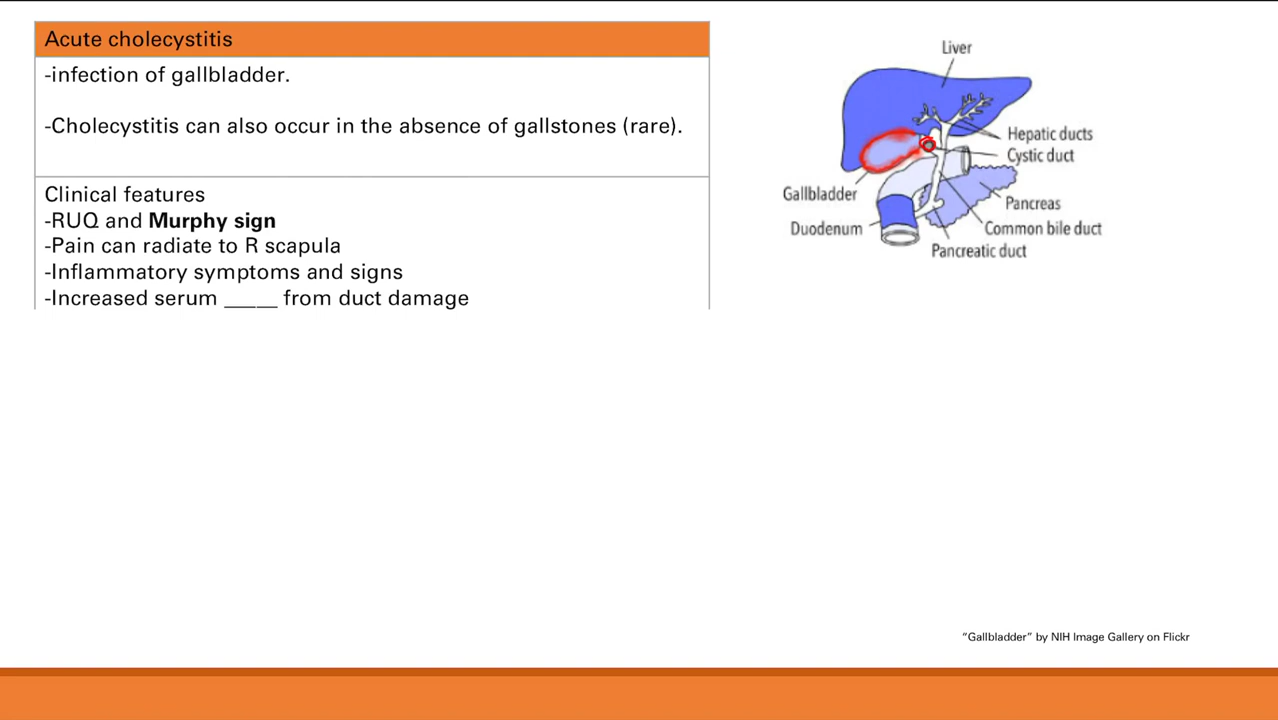 Acute cholecystitis
-infection of gallbladder.
-Cholecystitis can also occur in the absence of gallstones (rare).
Clinical features
-RUQ and Murphy sign
-Pain can radiate to R scapula
-Inflammatory symptoms and signs
-Increased serum _____ from duct damage
Liver
Hepatic ducts
Cystic duct
Gallbladder
Pancreas
Duodenum
Common bile duct
Pancreatic duct
“Gallbladder” by NIH Image Gallery on Flickr